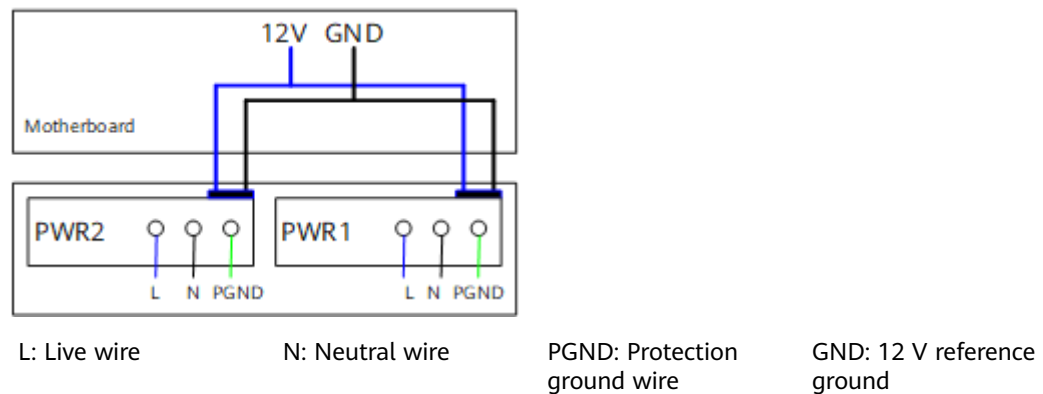 12V GND
Motherboard
PWR2 PWR1
L N PGND L N PGND
L: Live wire N: Neutral wire PGND: Protection GND: 12 V reference
ground wire ground